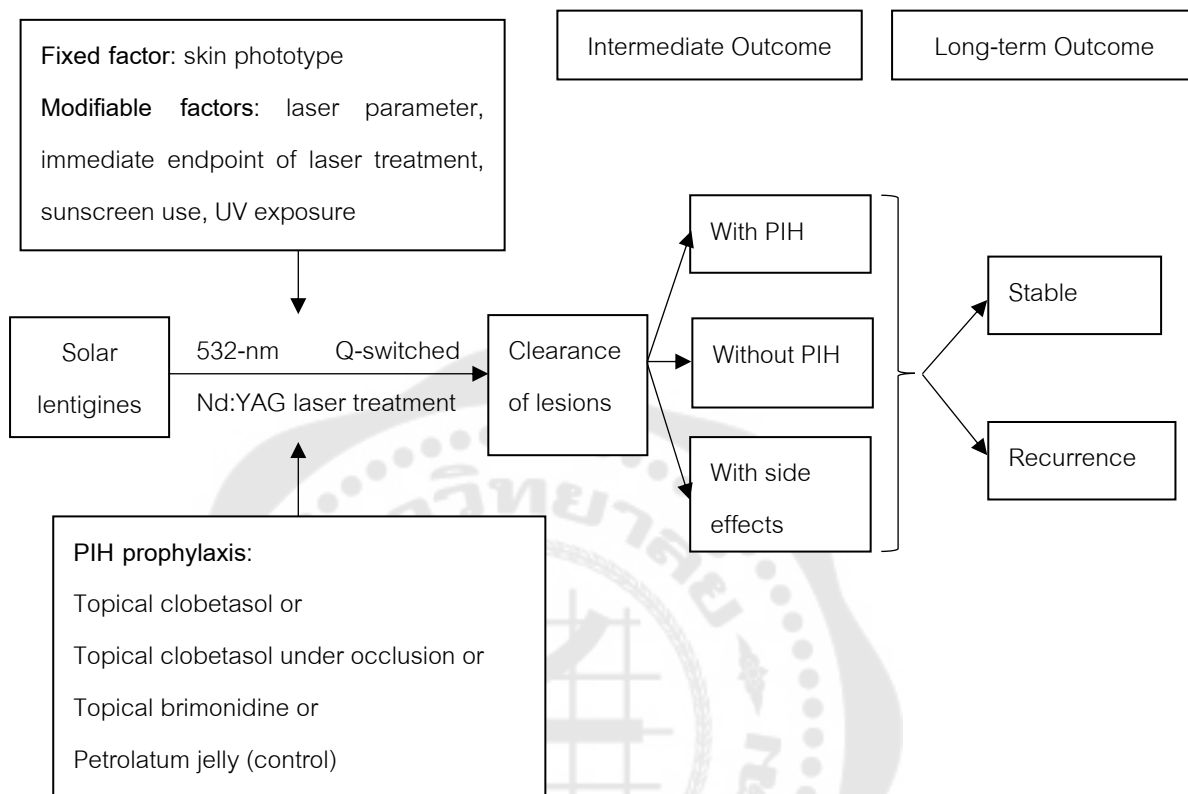 Fixed factor: skin phototype
Modifiable factors: laser parameter,
immediate endpoint of laser treatment,
sunscreen use, UV exposure
Intermediate Outcome
Long-term Outcome
Solar
lentigines
532-nm Q-switched
Nd:YAG laser treatment
Clearance
of lesions
With PIH
Without PIH
With side
effects
Stable
Recurrence
PIH prophylaxis:
Topical clobetasol or
Topical clobetasol under occlusion or
Topical brimonidine or
Petrolatum jelly (control)